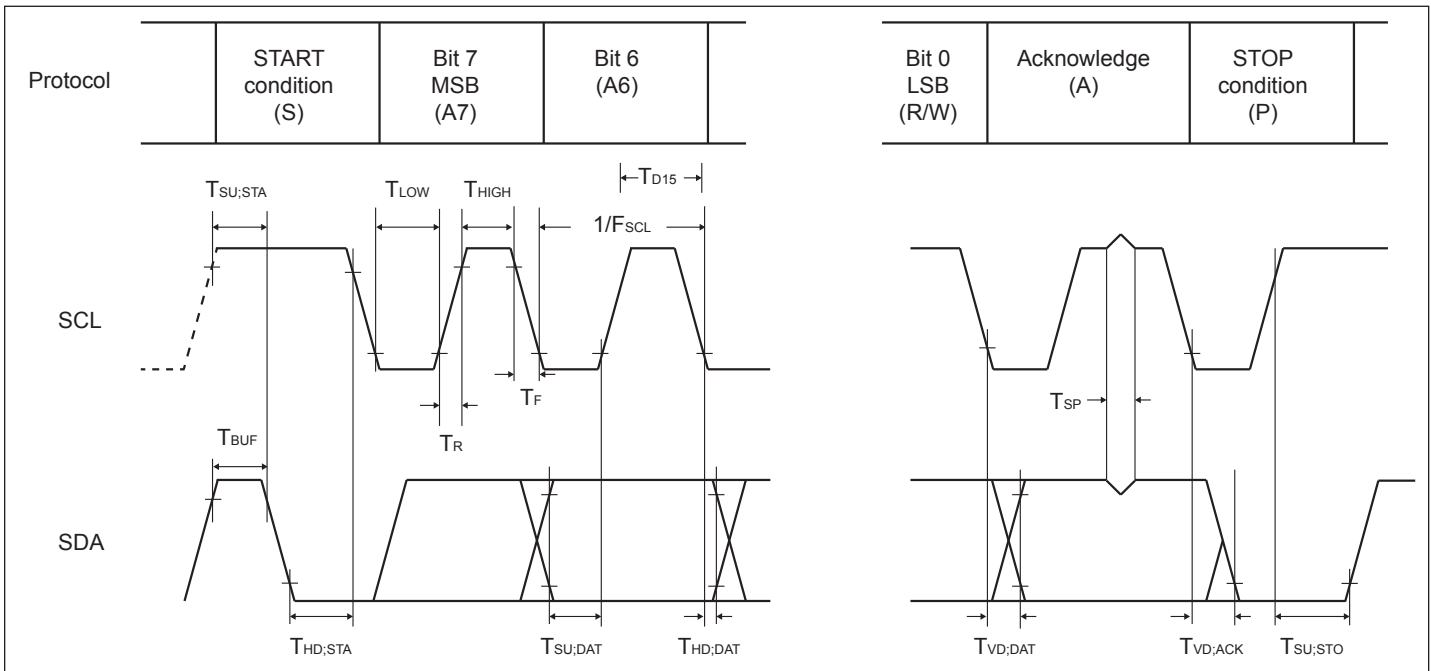 Protocol
START
condition
(S)
Bit 7
MSB
(A7)
Bit 6
(A6)
Bit 0
LSB
(R/W)
Acknowledge
(A)
STOP
condition
(P)
TSU;STA
TLOW
THIGH
TD15
1/FSCL
SCL
TF
TR
TSP
TBUF
SDA
THD;STA
TSU;DAT
THD;DAT
TVD;DAT
TVD;ACK
TSU;STO